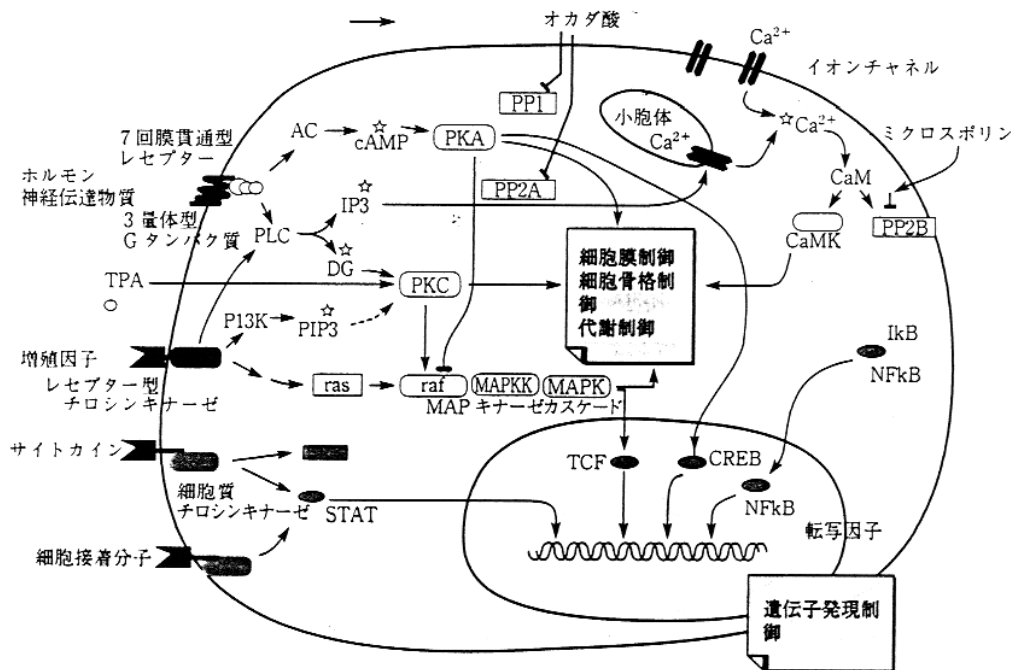 オカダ酸
Ca²⁺
イオンチャネル
PP1
小胞体
Ca²⁺
☆Ca²⁺
ミクロスポリン
7回膜貫通型
レセプター
AC
☆
cAMP
PKA
ホルモン
神経伝達物質
PP2A
CaM
☆
IP3
3量体型
Gタンパク質
PLC
CaMK
PP2B
☆
DG
TPA
PKC
細胞膜制御
細胞骨格制
御
代謝制御
P13K
☆
PIP3
IkB
NFkB
増殖因子
レセプター型
チロシンキナーゼ
ras
raf
MAPKK
MAPK
MAPキナーゼカスケード
サイトカイン
TCF
CREB
細胞質
チロシンキナーゼ
STAT
NFkB
転写因子
細胞接着分子
遺伝子発現制
御